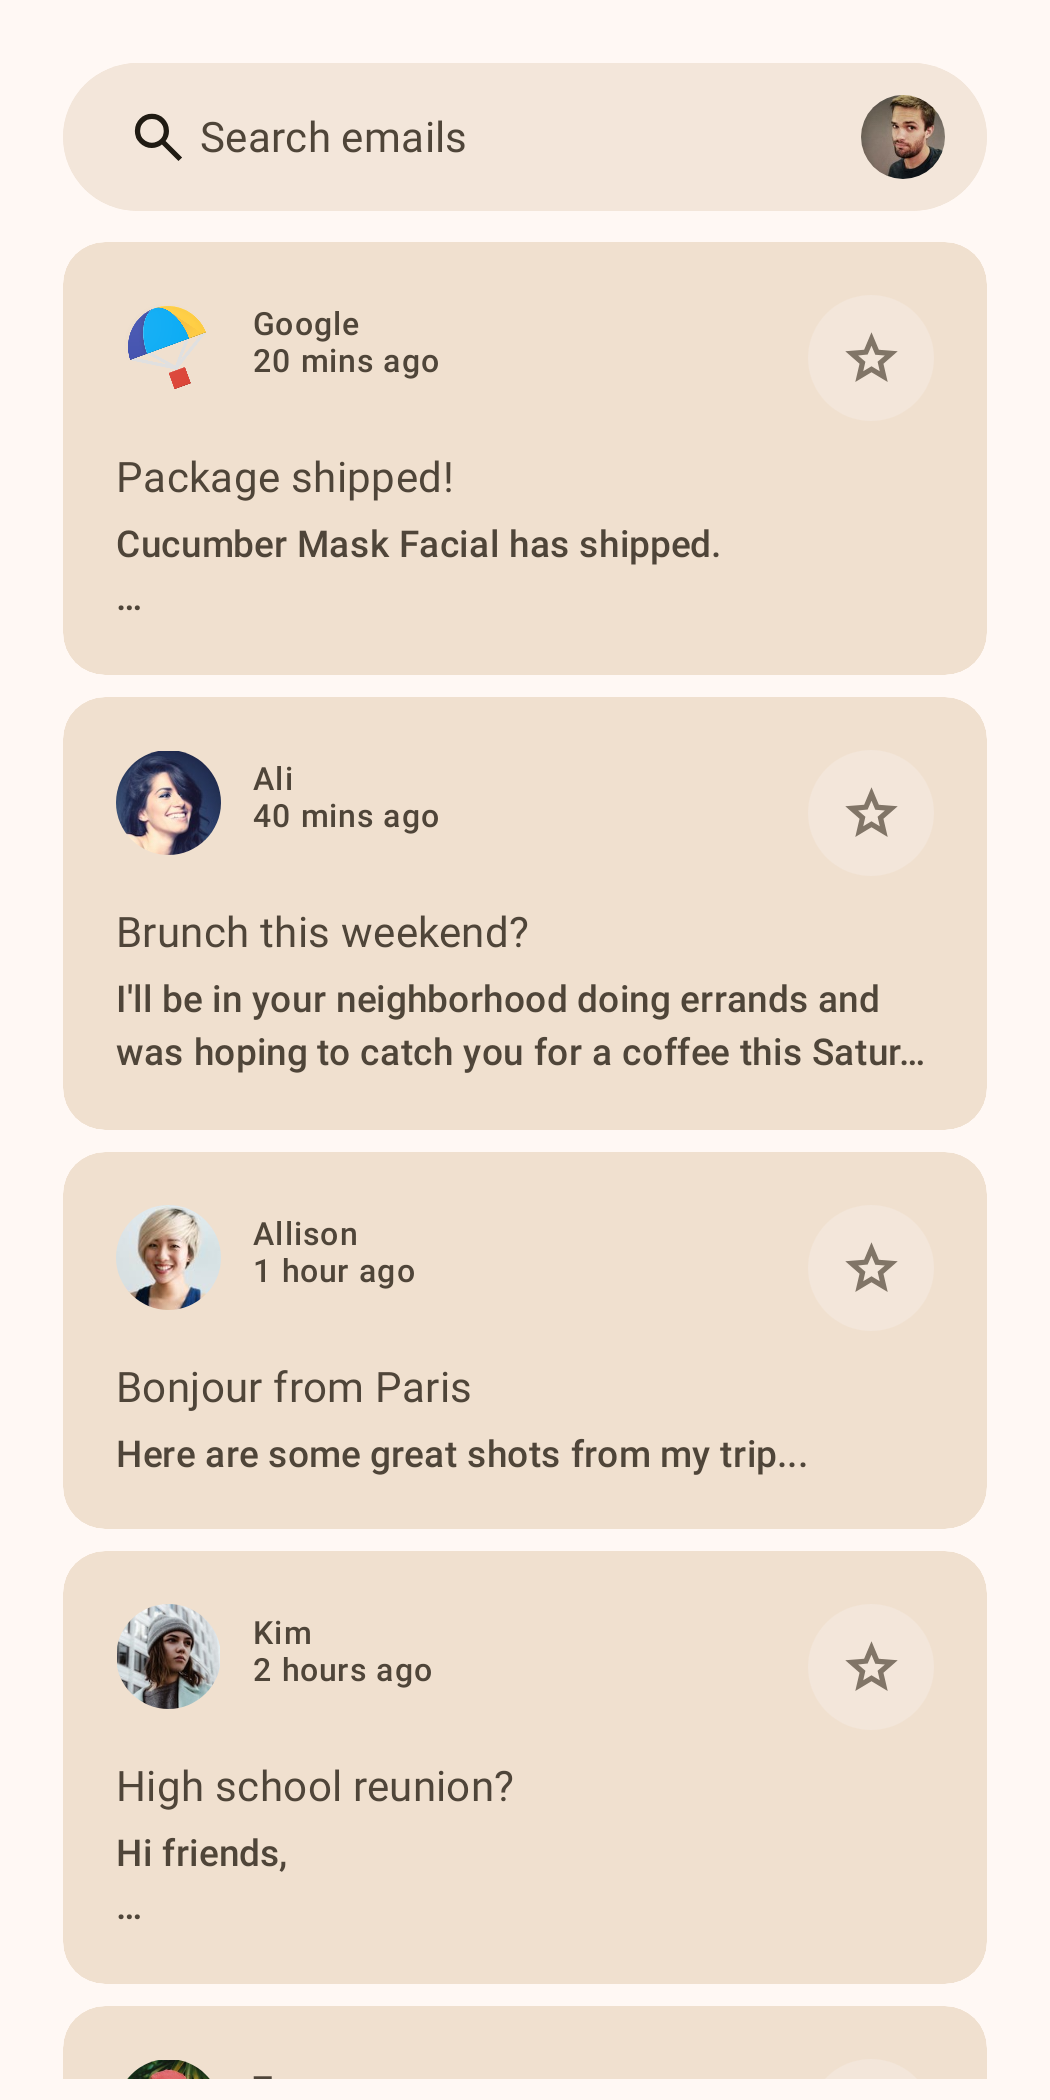 Search emails
Google
20 mins ago
Package shipped!
Cucumber Mask Facial has shipped.
…
Ali
40 mins ago
Brunch this weekend?
I'll be in your neighborhood doing errands and
was hoping to catch you for a coffee this Satur…
Allison
1 hour ago
Bonjour from Paris
Here are some great shots from my trip...
Kim
2 hours ago
High school reunion?
Hi friends,
…